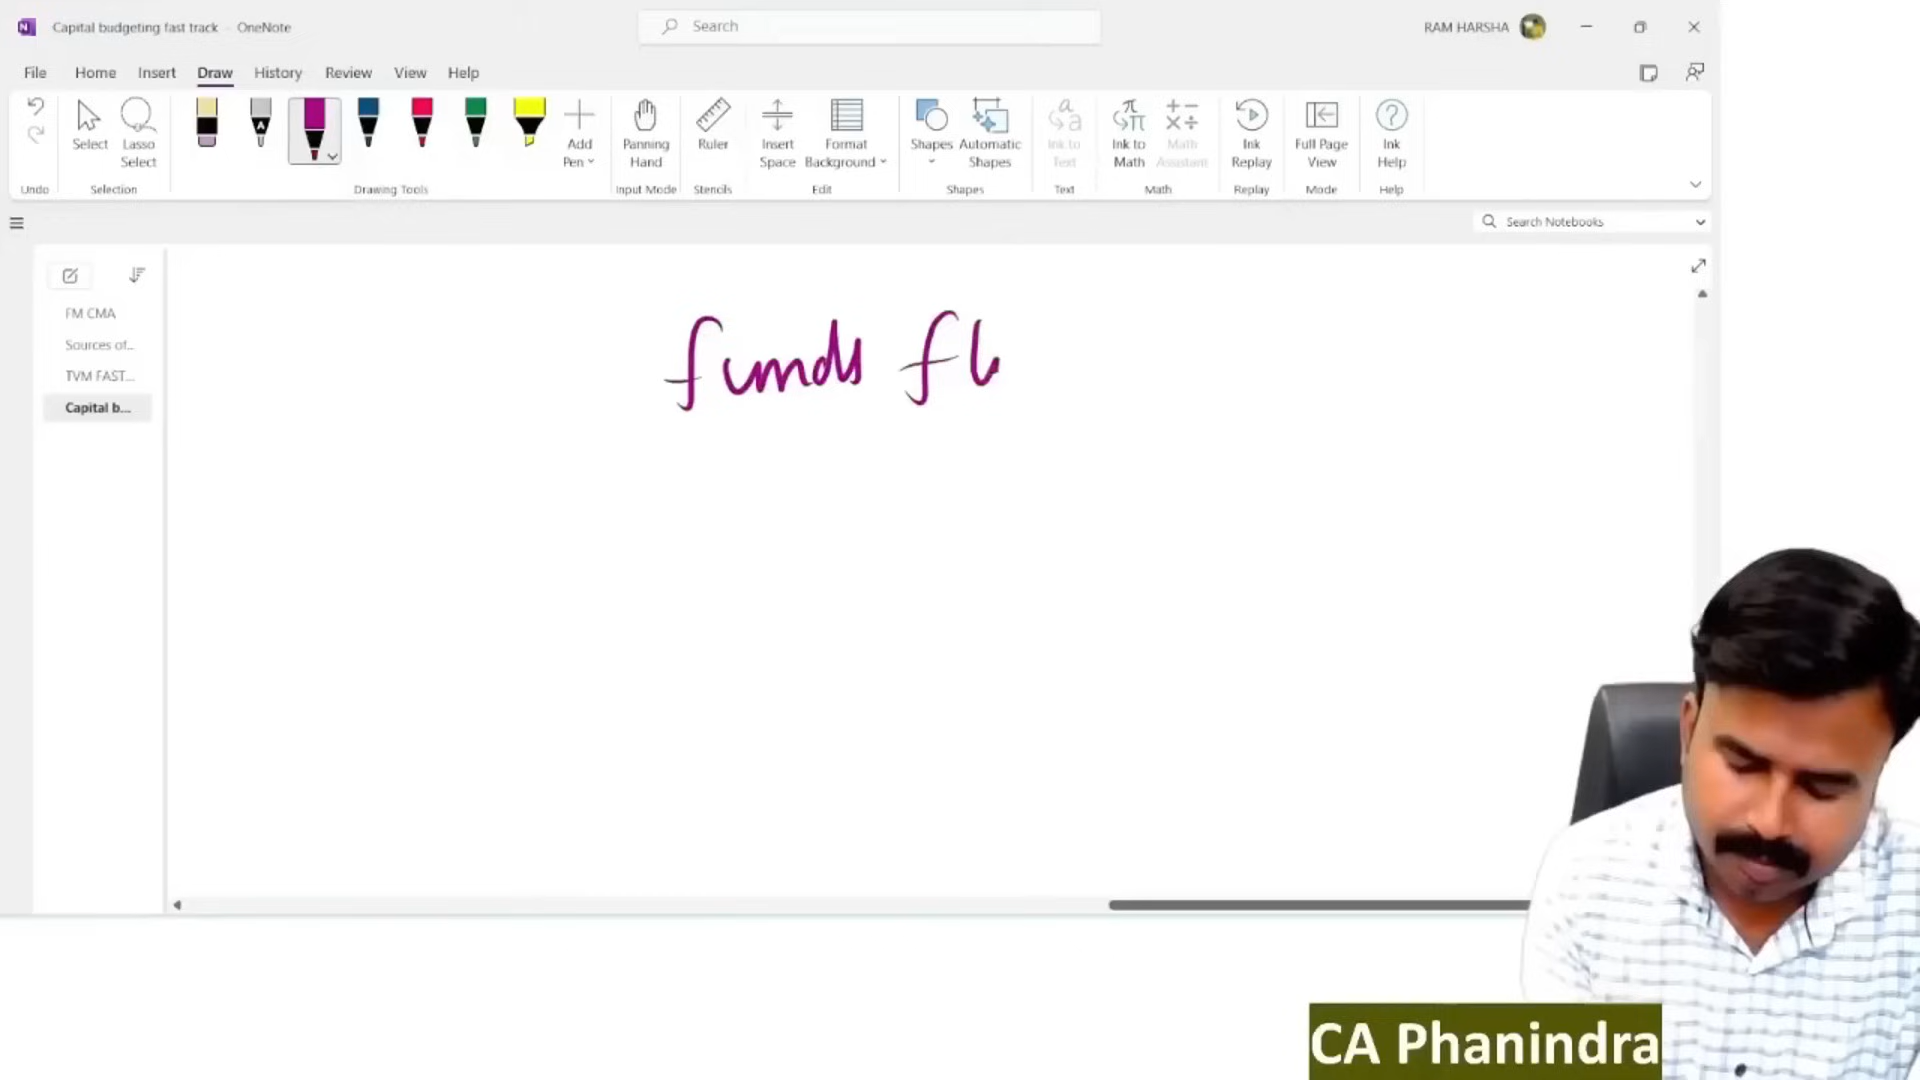 Capital budgeting fast track - OneNote
Search
RAM HARSHA
File Home Insert Draw History Review View Help
Undo
Select
Lasso Select
Selection
A
Add Pen
Drawing Tools
Panning Hand
Input Mode
Ruler
Stencils
Insert Space
Format Background
Edit
Shapes
Automatic Shapes
Shapes
Ink to Text
Text
Ink to Math
Math Assistant
Math
Ink Replay
Replay
Full Page View
Mode
Ink Help
Help
Search Notebooks
FM CMA
Sources of...
TVM FAST...
Capital b...
funds fl
CA Phanindra